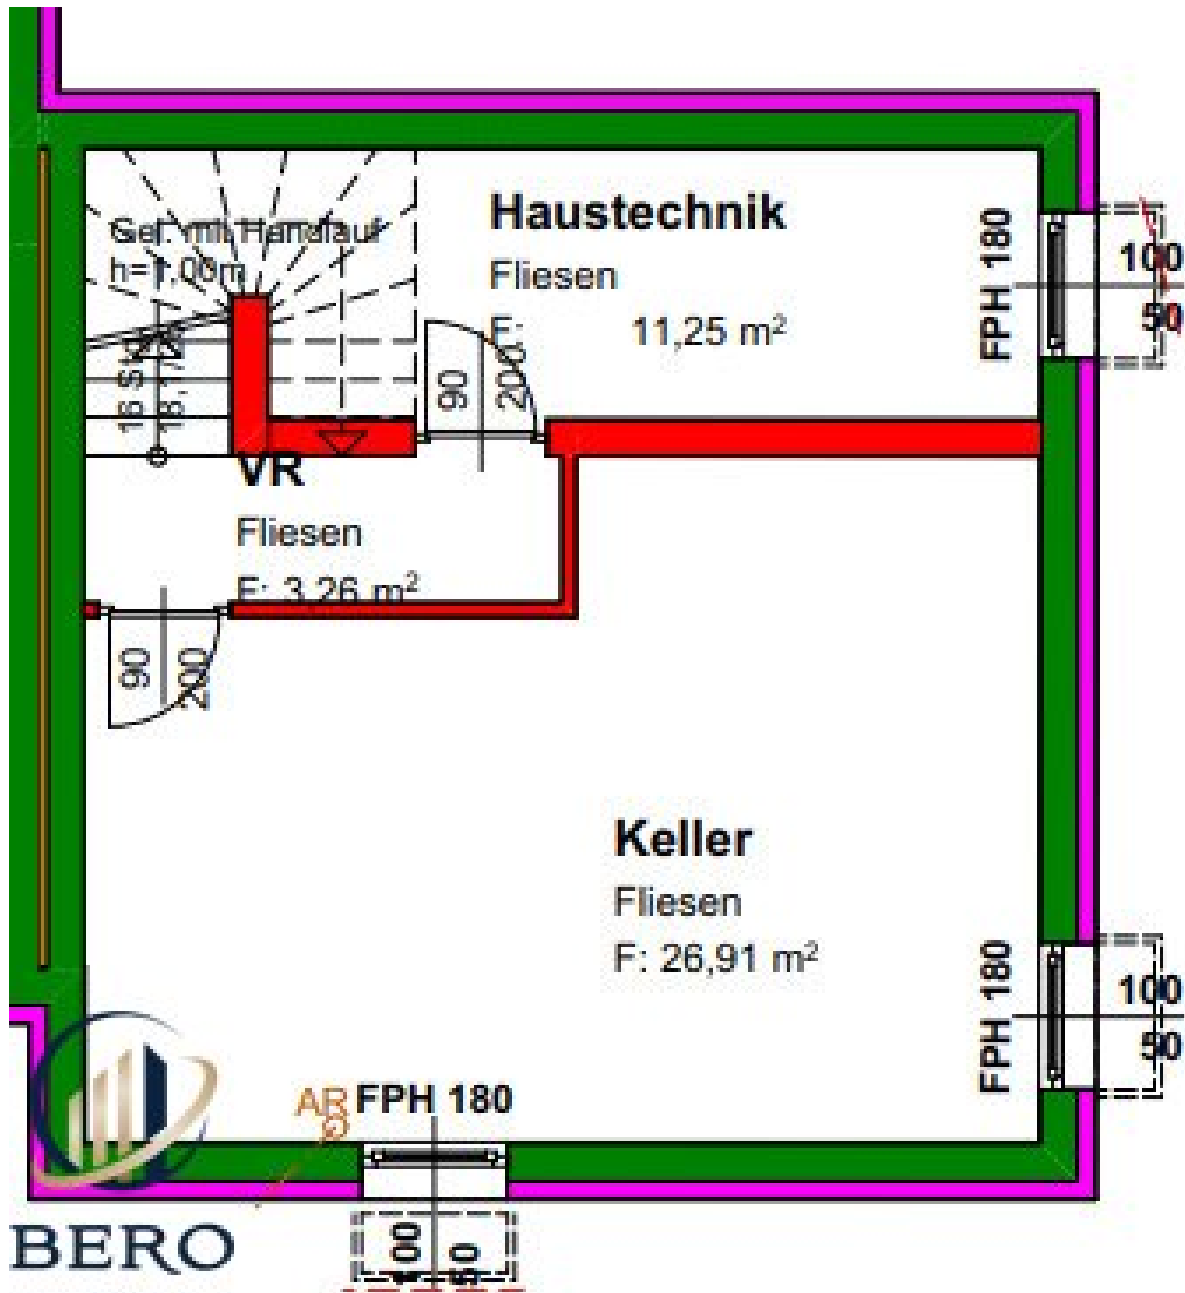 Haustechnik
Fliesen
F: 11,25 m²
Gel. mit Handlauf
h=1,00m
FPH 180
100
50
90
200
16 St
VR
Fliesen
F: 3,26 m²
90
200
Keller
Fliesen
F: 26,91 m²
FPH 180
100
50
AR
FPH 180
100
50
BERO